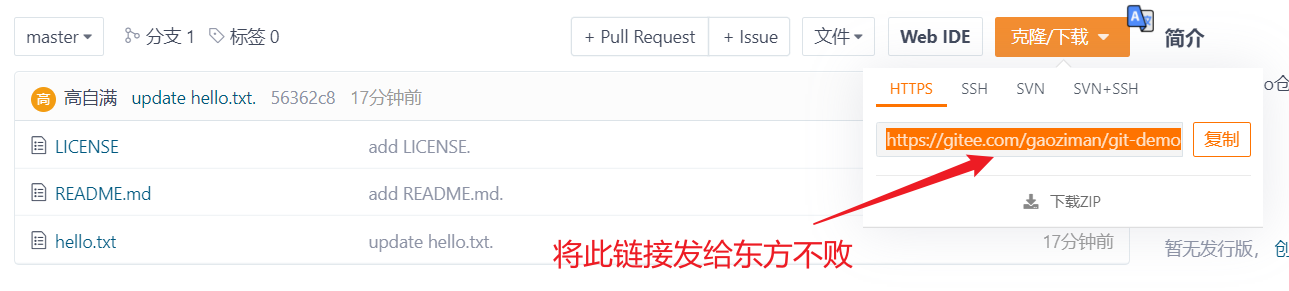 master 分支 1 标签 0 + Pull Request + Issue 文件 Web IDE 克隆/下载 A 简介
高 高自满 update hello.txt. 56362c8 17分钟前 HTTPS SSH SVN SVN+SSH o仓
LICENSE add LICENSE. https://gitee.com/gaoziman/git-demo 复制
README.md add README.md. 下载ZIP
hello.txt update hello.txt. 17分钟前
将此链接发给东方不败 暂无发行版，创